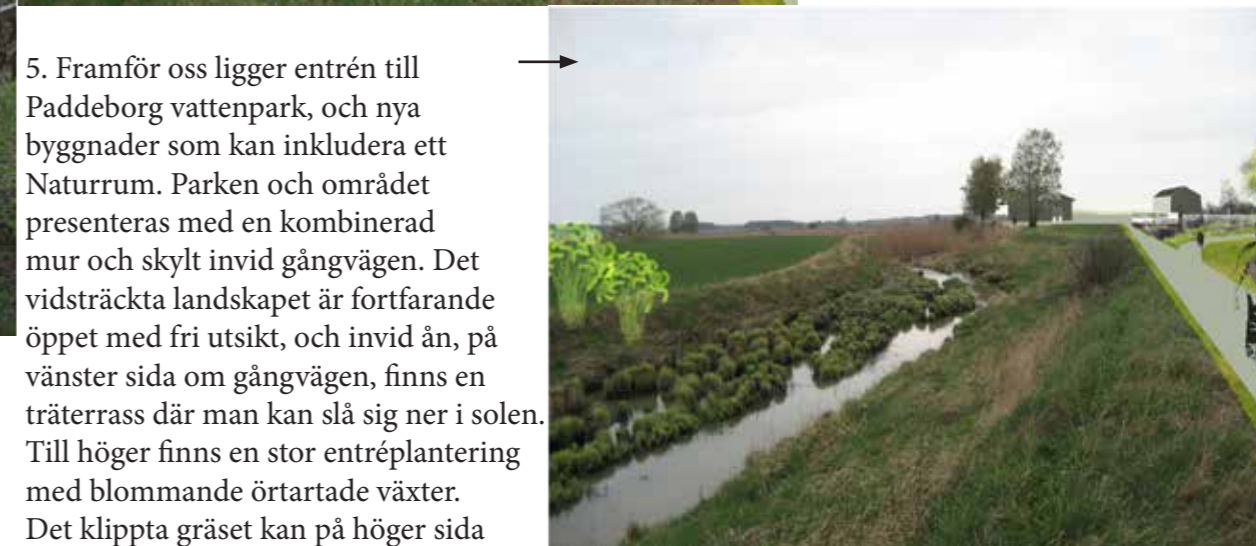 5. Framför oss ligger entrén till
Paddeborg vattenpark, och nya
byggnader som kan inkludera ett
Naturrum. Parken och området
presenteras med en kombinerad
mur och skylt invid gångvägen. Det
vidsträckta landskapet är fortfarande
öppet med fri utsikt, och invid ån, på
vänster sida om gångvägen, finns en
träterrass där man kan slå sig ner i solen.
Till höger finns en stor entréplantering
med blommande örtartade växter.
Det klippta gräset kan på höger sida